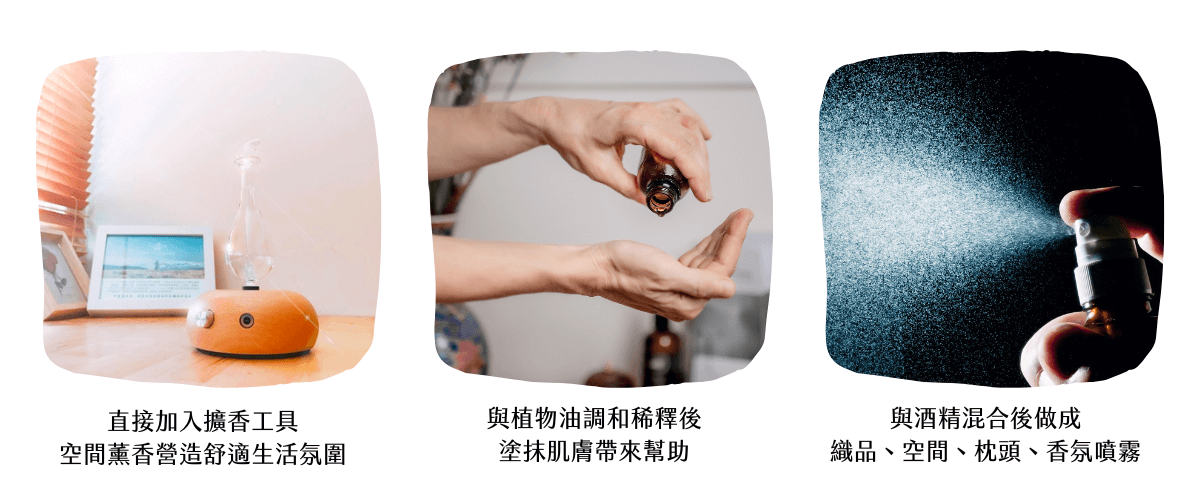 直接加入擴香工具
空間薰香營造舒適生活氛圍
與植物油調和稀釋後
塗抹肌膚帶來幫助
與酒精混合後做成
織品、空間、枕頭、香氛噴霧